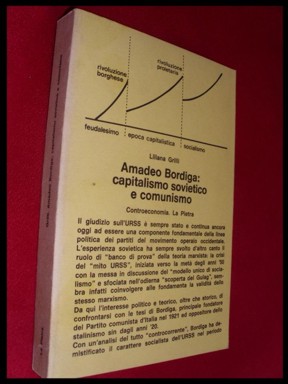 rivoluzione
borghese
rivoluzione
proletaria
feudalesimo
epoca capitalistica
socialismo
Liliana Grilli
Amadeo Bordiga:
capitalismo sovietico
e comunismo
Controeconomia. La Pietra
Il giudizio sull'URSS è sempre stato e continua ancora
oggi ad essere una componente fondamentale della linea
politica dei partiti del movimento operaio occidentale.
L'esperienza sovietica ha sempre svolto d'altro canto il
ruolo di "banco di prova" della teoria marxista; la crisi
del "mito URSS", iniziata verso la metà degli anni '50
con la messa in discussione del "modello unico di socia-
lismo" e sfociata nell'odierna "scoperta dei Gulag", sem-
bra infatti coinvolgere alle fondamenta la validità dello
stesso marxismo.
Da qui l'interesse politico e teorico, oltre che storico, di
confrontarsi con le tesi di Bordiga, principale fondatore
del Partito comunista d'Italia nel 1921 ed oppositore dello
stalinismo sin dagli anni '20.
Con un'analisi del tutto "controcorrente", Bordiga ha de-
mistificato il carattere socialista dell'URSS nel periodo